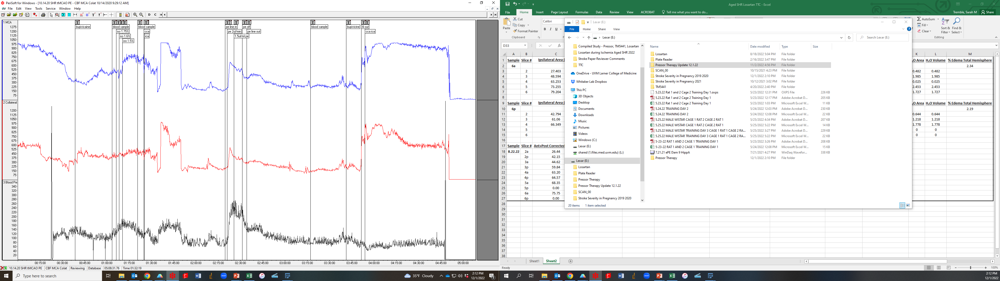 PeriSoft for Windows - [10.14.20 SHR tMCAO PE - CBF MCA Colat 10/14/2020 9:29:12 AM]
File Edit View Tools Service Window Help
D C
1 MCA
1275
1200
1125
1050
975
900
825
750
675
600
525
450
375
300
225
150
75
T T T T T T T T T T T T T T T T T
bupivicaine
blood sample
iso 1.75%
iso 1.6%
iso 1.5%
blood sample
cca
ica
pe line in
pe 2ul/min
1.5ul/ml pe
pe off
pe line out
blood sample
bupivicine
fil out
cca ica
2 Collateral
1200
1125
1050
975
900
825
750
675
600
525
450
375
300
225
150
75
3 Blood Pre
340
320
300
280
260
240
220
200
180
160
140
120
100
80
60
40
20
00:15:00 00:30:00 00:45:00 01:00:00 01:15:00 01:30:00 01:45:00 02:00:00 02:15:00 02:30:00 02:45:00 03:00:00 03:15:00 03:30:00 03:45:00 04:00:00 04:15:00 04:30:00 04:45:00 05:00:00
10.14.20 SHR tMCAO PE CBF MCA Colat Reviewing Database 05:08:31.76 Time 01:32:19
Type here to search
35°F Cloudy
2:12 PM
12/1/2022
5
Aged SHR Losartan TTC - Excel
Tremble, Sarah M Share
File Home Insert Page Layout Formulas Data Review View ACROBAT Tell me what you want to do...
Paste
Cut
Copy
Format Painter
Clipboard
Calibri
B I U
AutoSum
Fill
Clear
Sort & Filter
Find & Select
Editing
D33
fx
A B C
K L M
1 Sample Slice # Ipsilateral Area (
2 6a
3 2 27.403
4 3 48.594
5 4 63.253
6 5 73.255
7 6 79.204
8
9 Sample Slice # Ipsilateral Area (
10 6p
11 2 42.794
12 3 61.06
13 4 66.349
14 5
15 6
16
17 Sample Slice # Ant+Post Corrected
18 8.22.22 2a 26.44
19 2p 42.15
20 3a 44.62
21 3p 59.84
22 4a 63.20
23 4p 64.57
24 5a 68.35
25 5p 0.00
26 6a 75.75
27 6p 0.00
28
29
30
31
32
33
34
35
36
37
38
H₂O Volume % Edema Total Hemisphere
2.34
0.482 0.482
1.985 1.985
0.025 0.025
2.453 2.453
1.727 1.727
H₂O Volume % Edema Total Hemisphere
2.19
0.644 0.644
1.218 1.218
1.778 1.778
0 0
0 0
Lexar (E:)
File Home Share View
Lexar (E:)
Search Lexar (E:)
Compiled Study - Pressor, TM5441, Losartan
Losartan during Ischemia Aged SHR 2022
Stroke Paper Reviewer Comments
TTC
OneDrive - UVM Larner College of Medicine
Whitaker Lab Dropbox
This PC
3D Objects
Desktop
Documents
Downloads
Music
Pictures
Videos
Windows (C:)
Lexar (E:)
shared (\\files.med.uvm.edu) (L:)
Lexar (E:)
Losartan
Plate Reader
Pressor Therapy
Pressor Therapy Update 12.1.22
SCAN_00
Stroke Severity in Pregnancy 2019 2020
Name Date modified Type Size
Losartan 8/18/2022 5:04 PM File folder
Plate Reader 2/16/2022 3:47 PM File folder
Pressor Therapy Update 12.1.22 11/2/2022 4:56 PM File folder
SCAN_00 10/15/2021 4:23 PM File folder
Stroke Severity in Pregnancy 2019 2020 12/1/2022 2:10 PM File folder
Stroke Severity in Pregnancy 2021 10/12/2021 3:02 PM File folder
TM5441 4/20/2022 2:40 PM File folder
5.23.22 Rat 1 and 2 Cage 2 Training Day 1.oxps 5/23/2022 12:31 PM OXPS File 226 KB
5.23.22 Rat 1 and 2 Cage 2 Training Day 1 5/23/2022 12:17 PM Adobe Acrobat D... 205 KB
5.23.22 Rat 1 and 2 Cage 2 Training Day 1 5/23/2022 1:03 PM Microsoft Excel W... 11 KB
5.24.22 TRAINING DAY 2 5/24/2022 12:03 PM Adobe Acrobat D... 230 KB
5.24.22 TRAINING DAY 2 5/24/2022 12:08 PM Microsoft Excel W... 22 KB
5.25.22 MALE WISTAR CAGE 1 RAT 2 CAGE 2 RAT 1 5/25/2022 4:34 PM Adobe Acrobat D... 207 KB
5.25.22 MALE WISTAR CAGE 1 RAT 2 CAGE 2 RAT 1 5/25/2022 5:22 PM Microsoft Excel W... 14 KB
5.25.22 MALE WISTAR TRAINING DAY 3 CAGE 1 RAT 1 CAGE 2 RA... 5/25/2022 3:27 PM Adobe Acrobat D... 229 KB
5.25.22 MALE WISTAR TRAINING DAY 3 CAGE 1 RAT 1 CAGE 2 RA... 5/25/2022 5:22 PM Microsoft Excel W... 22 KB
5-23-22 RAT 1 AND 2 CAGE 1 TRAINING DAY 1 5/23/2022 3:26 PM Adobe Acrobat D... 208 KB
5-23-22 RAT 1 AND 2 CAGE 1 TRAINING DAY 1 5/24/2022 12:08 PM Microsoft Excel W... 15 KB
7.21.21 ePE Dam 9 HippA 7/21/2021 4:27 PM WinDaq Wavefor... 338 KB
Pressor Therapy 12/1/2022 2:10 PM File folder
20 items 1 item selected
Sheet1 Sheet2
Ready
100%
2:12 PM
12/1/2022